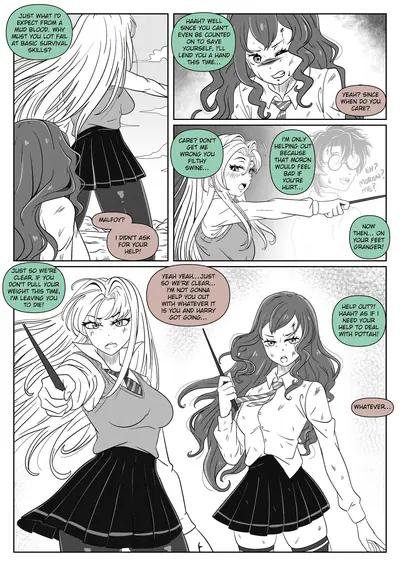 JUST WHAT I'D
EXPECT FROM A
MUD BLOOD. WHY
MUST YOU LOT FAIL
AT BASIC SURVIVAL
SKILLS?
MALFOY?
I DIDN'T ASK
FOR YOUR
HELP!
HAAH? WELL
SINCE YOU CAN'T
EVEN BE COUNTED
ON TO SAVE
YOURSELF, I'LL
LEND YOU A HAND
THIS TIME...
YEAH? SINCE
WHEN DO YOU
CARE?
CARE? DON'T
GET ME
WRONG YOU
FILTHY
SWINE...
I'M ONLY
HELPING OUT
BECAUSE
THAT MORON
WOULD FEEL
BAD IF
YOU'RE
HURT...
EH?
MORON?
ME?
NOW
THEN... ON
YOUR FEET
GRANGER!
JUST SO WE'RE
CLEAR, IF YOU
DON'T PULL YOUR
WEIGHT THIS TIME,
I'M LEAVING YOU
TO DIE!
YEAH YEAH...JUST
SO WE'RE CLEAR...
I'M NOT GONNA
HELP YOU OUT
WITH WHATEVER IT
IS YOU AND HARRY
GOT GOING...
HELP OUT?!
HAAH? AS IF I
NEED YOUR
HELP TO DEAL
WITH POTTAH!
WHATEVER...